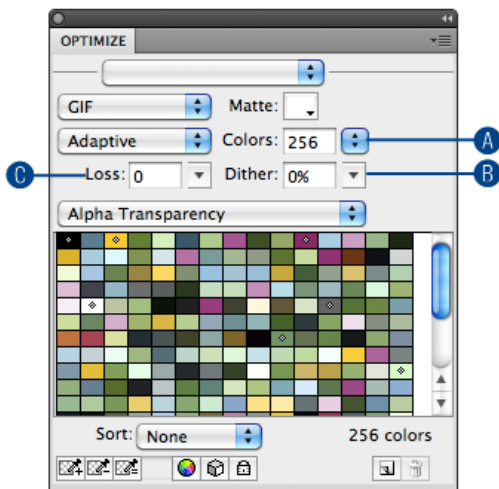 OPTIMIZE
GIF Matte:
Adaptive Colors: 256 A
C Loss: 0 Dither: 0% B
Alpha Transparency
Sort: None 256 colors